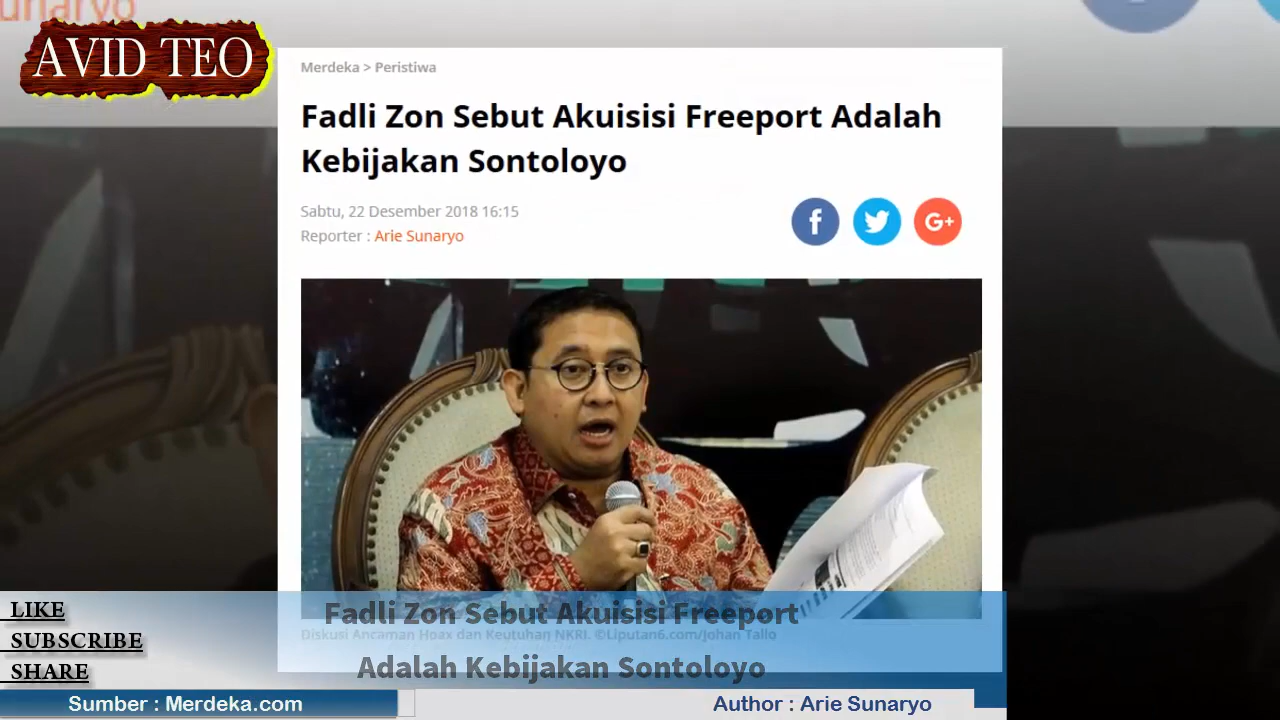 unaryo
AVID TEO
Merdeka > Peristiwa
Fadli Zon Sebut Akuisisi Freeport Adalah
Kebijakan Sontoloyo
Sabtu, 22 Desember 2018 16:15
Reporter : Arie Sunaryo
f
G+
Fadli Zon Sebut Akuisisi Freeport
Diskusi Ancaman Hoax dan Keutuhan NKRI. ©Liputan6.com/Johan Tallo
Adalah Kebijakan Sontoloyo
LIKE
SUBSCRIBE
SHARE
Sumber : Merdeka.com
Author : Arie Sunaryo